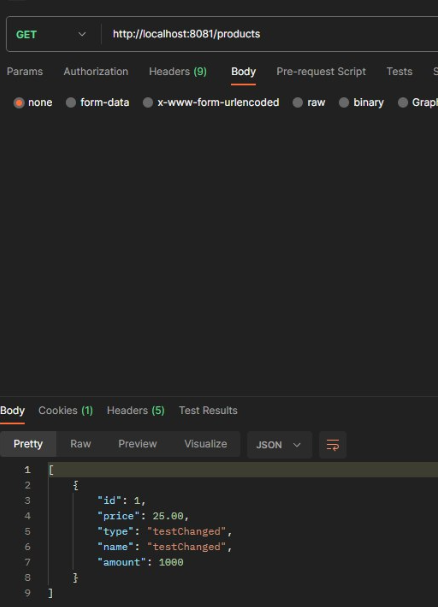 GET http://localhost:8081/products
Params Authorization Headers (9) Body Pre-request Script Tests S
none form-data x-www-form-urlencoded raw binary Graph
Body Cookies (1) Headers (5) Test Results
Pretty Raw Preview Visualize JSON
1 [
2 {
3 "id": 1,
4 "price": 25.00,
5 "type": "testChanged",
6 "name": "testChanged",
7 "amount": 1000
8 }
9 ]